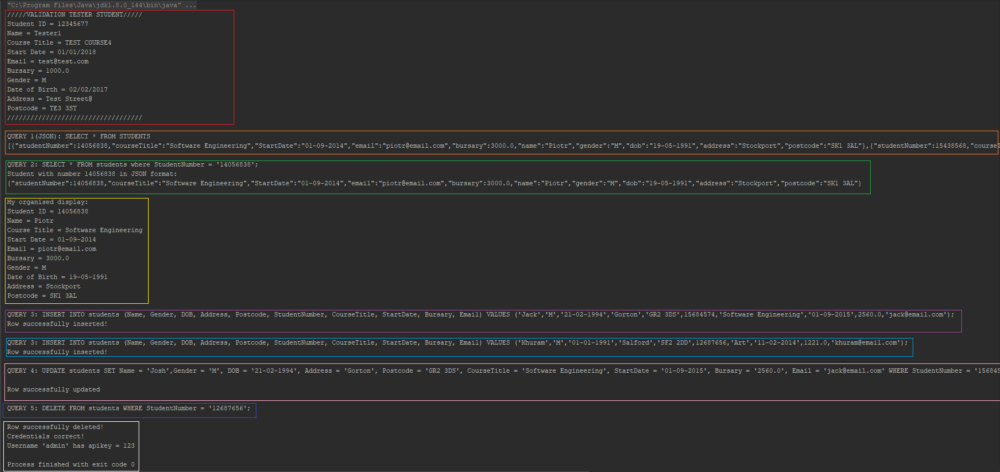 "C:\Program Files\Java\jdk1.8.0_144\bin\java" ...
/////VALIDATION TESTER STUDENT/////
Student ID = 12345677
Name = Tester1
Course Title = TEST COURSE4
Start Date = 01/01/2018
Email = test@test.com
Bursary = 1000.0
Gender = M
Date of Birth = 02/02/2017
Address = Test Street@
Postcode = TE3 3ST
///////////////////////////////////
QUERY 1(JSON): SELECT * FROM STUDENTS
[{"studentNumber":14056838,"courseTitle":"Software Engineering","StartDate":"01-09-2014","email":"piotr@email.com","bursary":3000.0,"name":"Piotr","gender":"M","dob":"19-05-1991","address":"Stockport","postcode":"SK1 3AL"},{"studentNumber":15438568,"course
QUERY 2: SELECT * FROM students where StudentNumber = '14056838';
Student with number 14056838 in JSON format:
{"studentNumber":14056838,"courseTitle":"Software Engineering","StartDate":"01-09-2014","email":"piotr@email.com","bursary":3000.0,"name":"Piotr","gender":"M","dob":"19-05-1991","address":"Stockport","postcode":"SK1 3AL"}
My organised display:
Student ID = 14056838
Name = Piotr
Course Title = Software Engineering
Start Date = 01-09-2014
Email = piotr@email.com
Bursary = 3000.0
Gender = M
Date of Birth = 19-05-1991
Address = Stockport
Postcode = SK1 3AL
QUERY 3: INSERT INTO students (Name, Gender, DOB, Address, Postcode, StudentNumber, CourseTitle, StartDate, Bursary, Email) VALUES ('Jack','M','21-02-1994','Gorton','GR2 3DS',15684574,'Software Engineering','01-09-2015',2560.0,'jack@email.com');
Row successfully inserted!
QUERY 3: INSERT INTO students (Name, Gender, DOB, Address, Postcode, StudentNumber, CourseTitle, StartDate, Bursary, Email) VALUES ('Khuram','M','01-01-1991','Salford','SF2 2DD',12687656,'Art','11-02-2014',1221.0,'khuram@email.com');
Row successfully inserted!
QUERY 4: UPDATE students SET Name = 'Josh',Gender = 'M', DOB = '21-02-1994', Address = 'Gorton', Postcode = 'GR2 3DS', CourseTitle = 'Software Engineering', StartDate = '01-09-2015', Bursary = '2560.0', Email = 'jack@email.com' WHERE StudentNumber = '156845
Row successfully updated
QUERY 5: DELETE FROM students WHERE StudentNumber = '12687656';
Row successfully deleted!
Credentials correct!
Username 'admin' has apikey = 123
Process finished with exit code 0